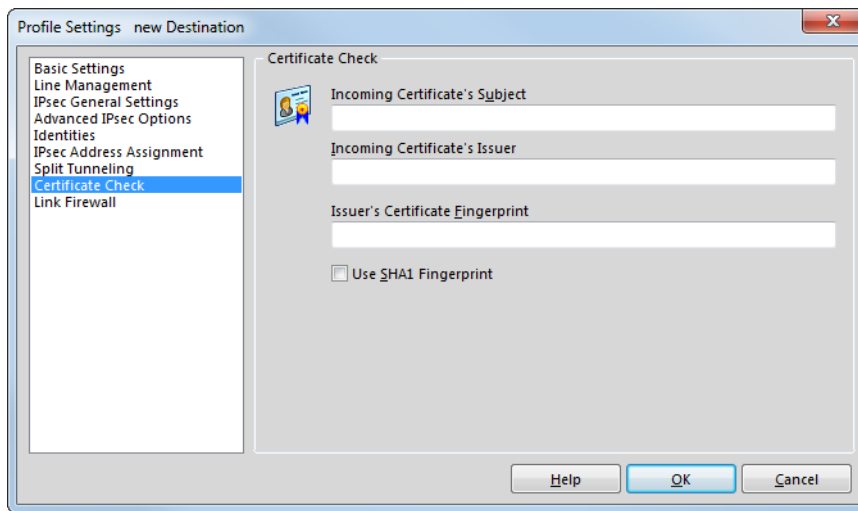 Profile Settings new Destination
X
Basic Settings
Line Management
IPsec General Settings
Advanced IPsec Options
Identities
IPsec Address Assignment
Split Tunneling
Certificate Check
Link Firewall
Certificate Check
Incoming Certificate's Subject
Incoming Certificate's Issuer
Issuer's Certificate Fingerprint
Use SHA1 Fingerprint
Help
OK
Cancel